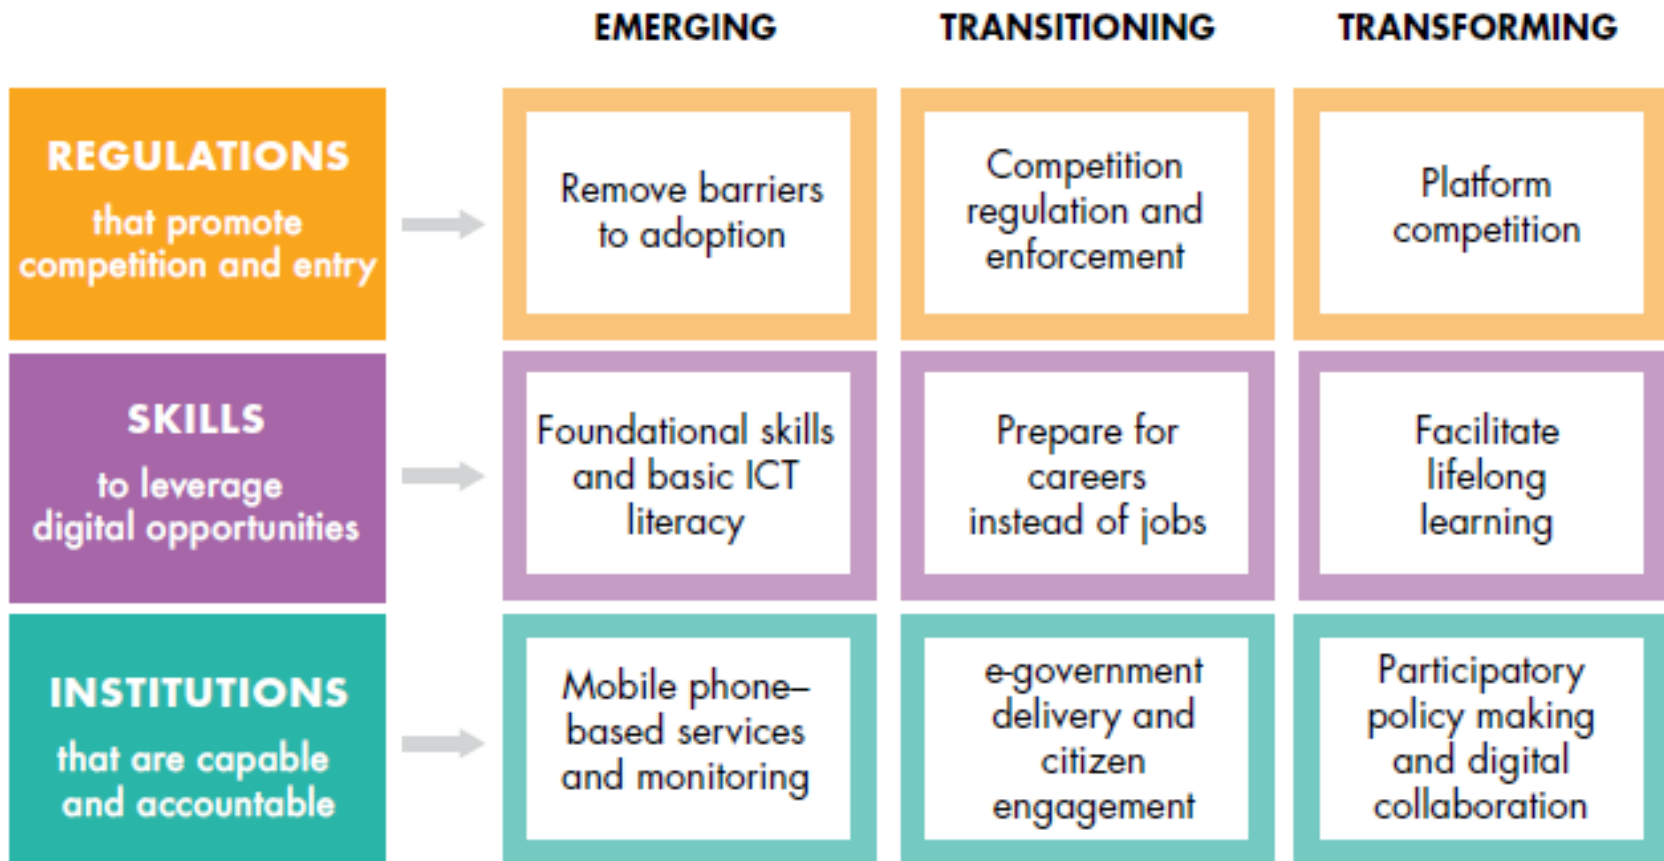 EMERGING TRANSITIONING TRANSFORMING
REGULATIONS
that promote
competition and entry
Remove barriers
to adoption
Competition
regulation and
enforcement
Platform
competition
SKILLS
to leverage
digital opportunities
Foundational skills
and basic ICT
literacy
Prepare for
careers
instead of jobs
Facilitate
lifelong
learning
INSTITUTIONS
that are capable
and accountable
Mobile phone–
based services
and monitoring
e-government
delivery and
citizen
engagement
Participatory
policy making
and digital
collaboration